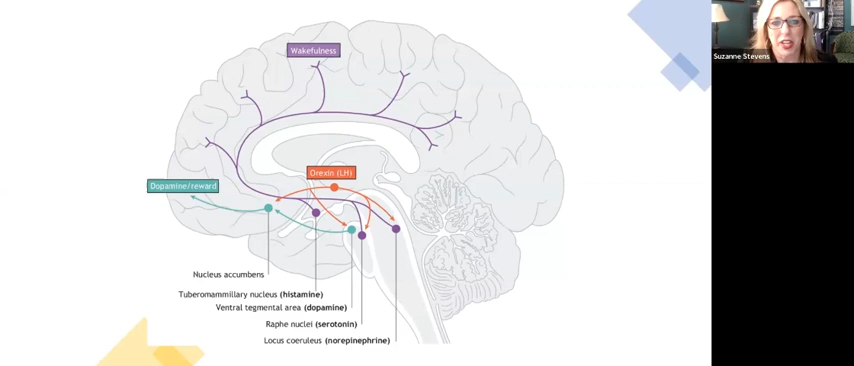 Wakefulness
Suzanne Stevens
Orexin (LH)
Dopamine/reward
Nucleus accumbens
Tuberomammillary nucleus (histamine)
Ventral tegmental area (dopamine)
Raphe nuclei (serotonin)
Locus coeruleus (norepinephrine)